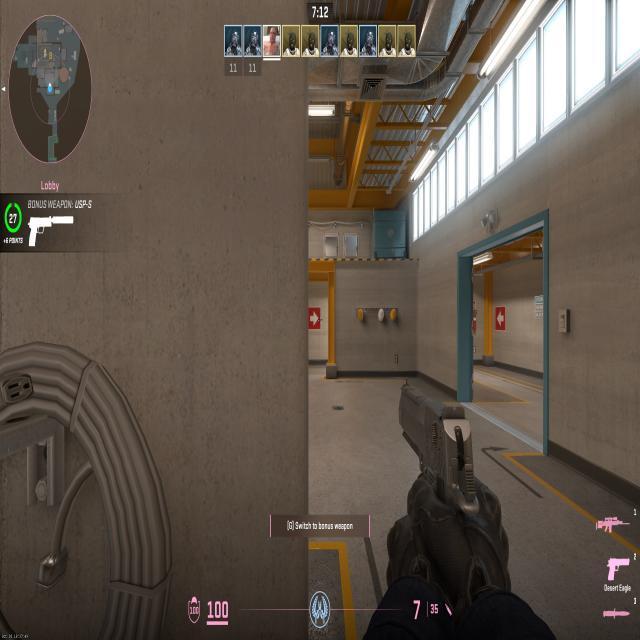 7:12
11 11
Lobby
BONUS WEAPON: USP-S
27
+6 POINTS
[G] Switch to bonus weapon
1
2
Desert Eagle
3
100 100 7 | 35